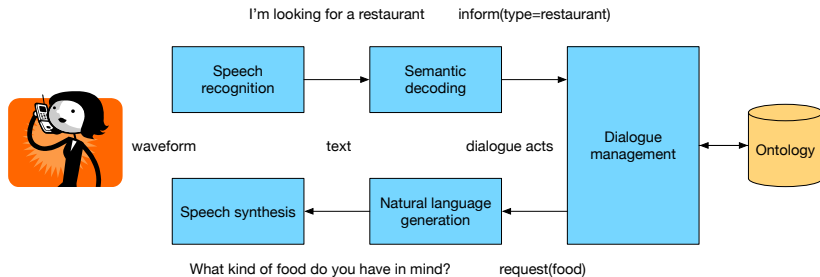 I'm looking for a restaurant inform(type=restaurant)
Speech
recognition
Semantic
decoding
waveform
text
dialogue acts
Dialogue
management
Ontology
Speech synthesis
Natural language
generation
What kind of food do you have in mind? request(food)